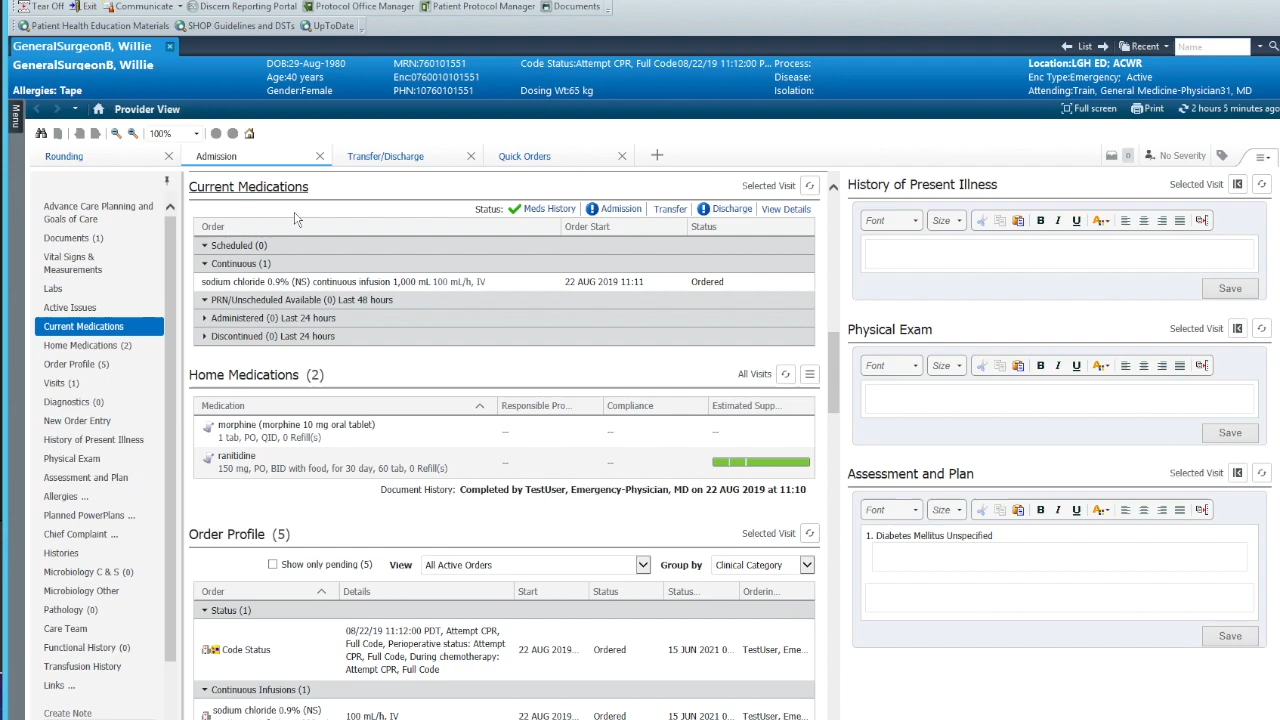 Tear Off Exit Communicate Discern Reporting Portal Protocol Office Manager Patient Protocol Manager Documents
Patient Health Education Materials SHOP Guidelines and DSTs UpToDate
GeneralSurgeonB, Willie List Recent Name
GeneralSurgeonB, Willie DOB:29-Aug-1980 MRN:760101551 Code Status:Attempt CPR, Full Code08/22/19 11:12:00 P... Process: Location:LGH ED; ACWR
Age:40 years Enc:0760010101551 Disease: Enc Type:Emergency; Active
Allergies: Tape Gender:Female PHN:10760101551 Dosing Wt:65 kg Isolation: Attending:Train, General Medicine-Physician31, MD
Menu Provider View Full screen Print 2 hours 5 minutes ago
100%
Rounding Admission Transfer/Discharge Quick Orders 0 No Severity
Advance Care Planning and
Goals of Care
Documents (1)
Vital Signs &
Measurements
Labs
Active Issues
Current Medications
Home Medications (2)
Order Profile (5)
Visits (1)
Diagnostics (0)
New Order Entry
History of Present Illness
Physical Exam
Assessment and Plan
Allergies ...
Planned PowerPlans ...
Chief Complaint ...
Histories
Microbiology C & S (0)
Microbiology Other
Pathology (0)
Care Team
Functional History (0)
Transfusion History
Links ...
Create Note
Current Medications Selected Visit
Status: Meds History Admission Transfer Discharge View Details
Order Order Start Status
Scheduled (0)
Continuous (1)
sodium chloride 0.9% (NS) continuous infusion 1,000 mL 100 mL/h, IV 22 AUG 2019 11:11 Ordered
PRN/Unscheduled Available (0) Last 48 hours
Administered (0) Last 24 hours
Discontinued (0) Last 24 hours
Home Medications (2) All Visits
Medication Responsible Pro... Compliance Estimated Supp...
morphine (morphine 10 mg oral tablet)
1 tab, PO, QID, 0 Refill(s) -- -- --
ranitidine
150 mg, PO, BID with food, for 30 day, 60 tab, 0 Refill(s) -- --
Document History: Completed by TestUser, Emergency-Physician, MD on 22 AUG 2019 at 11:10
Order Profile (5) Selected Visit
Show only pending (5) View All Active Orders Group by Clinical Category
Order Details Start Status Status... Orderin...
Status (1)
Code Status 08/22/19 11:12:00 PDT, Attempt CPR,
Full Code, Perioperative status: Attempt
CPR, Full Code, During chemotherapy:
Attempt CPR, Full Code 22 AUG 2019... Ordered 15 JUN 2021 0... TestUser, Eme...
Continuous Infusions (1)
sodium chloride 0.9% (NS) 100 mL/h, IV 22 AUG 2019... Ordered 15 JUN 2021 0... TestUser, Eme...
History of Present Illness Selected Visit
Font Size B I U A
Save
Physical Exam Selected Visit
Font Size B I U A
Save
Assessment and Plan Selected Visit
Font Size B I U A
1. Diabetes Mellitus Unspecified
Save